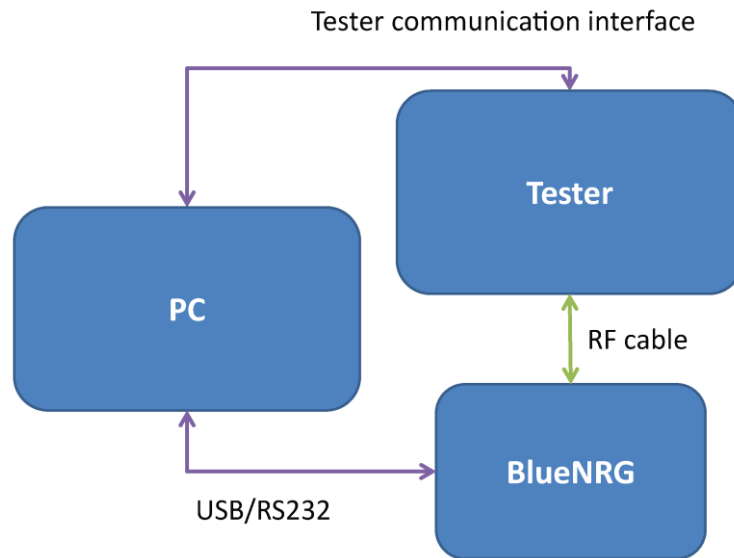 Tester communication interface
Tester
PC
RF cable
BlueNRG
USB/RS232